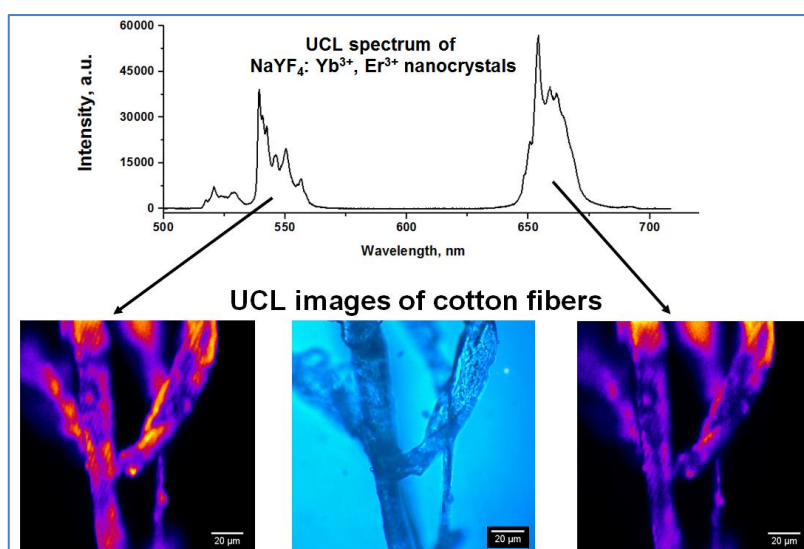 UCL spectrum of
NaYF₄: Yb³⁺, Er³⁺ nanocrystals
Intensity, a.u.
60000
45000
30000
15000
0
500
550
600
650
700
Wavelength, nm
UCL images of cotton fibers
20 µm
20 µm
20 µm